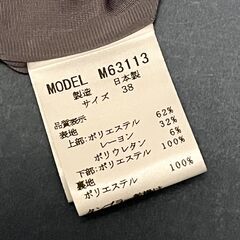 MODEL M63113
製造 日本製
サイズ 38
品質表示
表地
上部:ポリエステル 62%
レーヨン 32%
ポリウレタン 6%
下部:ポリエステル 100%
裏地
ポリエステル 100%